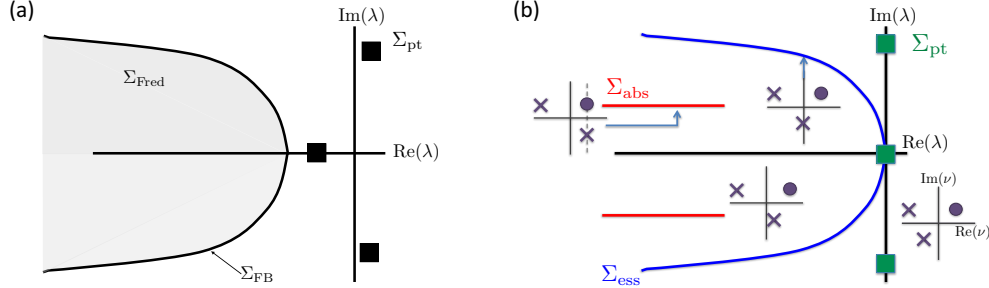 (a)
Im(λ)
Σpt
ΣFred
Re(λ)
ΣFB
(b)
Im(λ)
Σpt
Σabs
Re(λ)
Im(ν)
Re(ν)
Σess